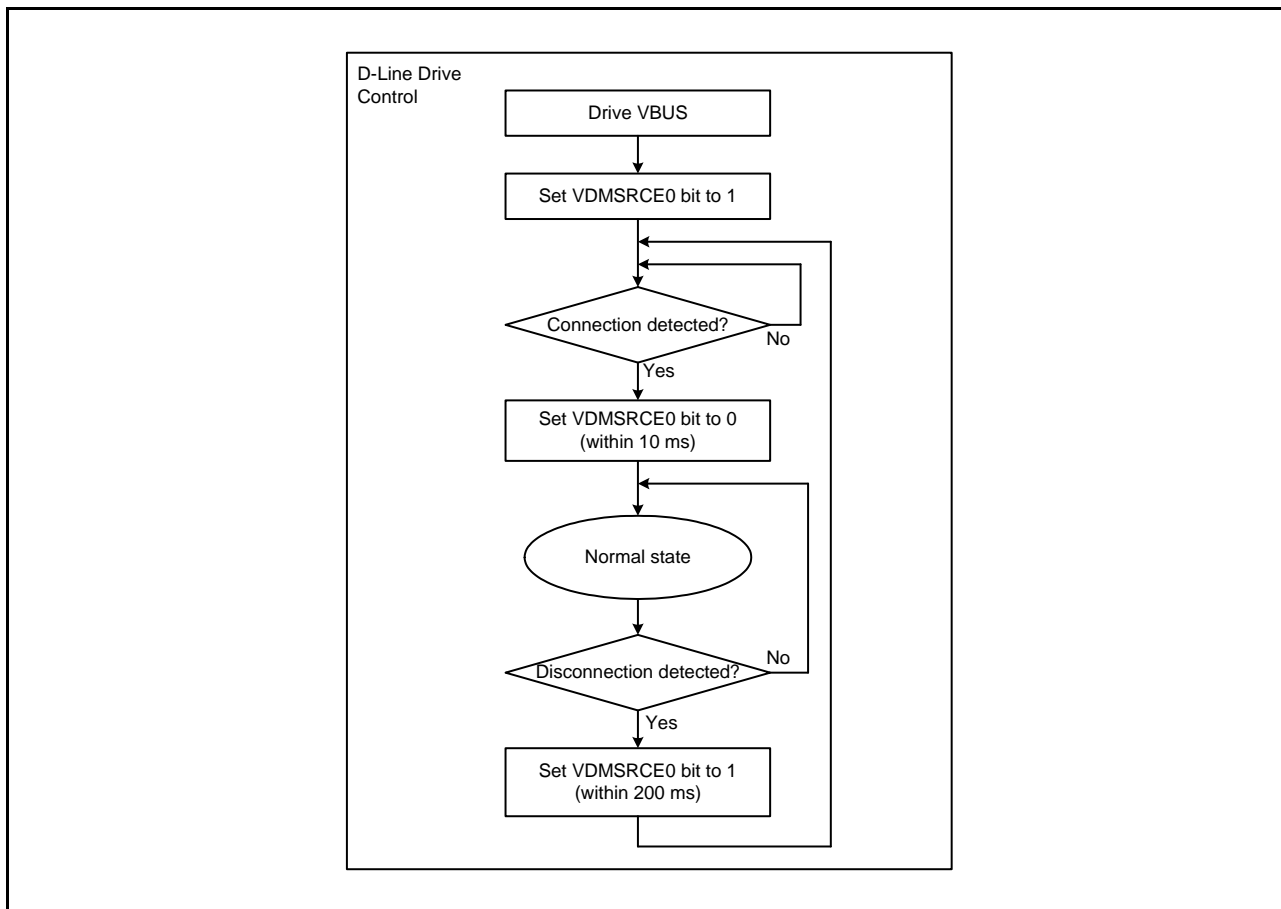 D-Line Drive
Control
Drive VBUS
Set VDMSRCE0 bit to 1
Connection detected?
No
Yes
Set VDMSRCE0 bit to 0
(within 10 ms)
Normal state
Disconnection detected?
No
Yes
Set VDMSRCE0 bit to 1
(within 200 ms)